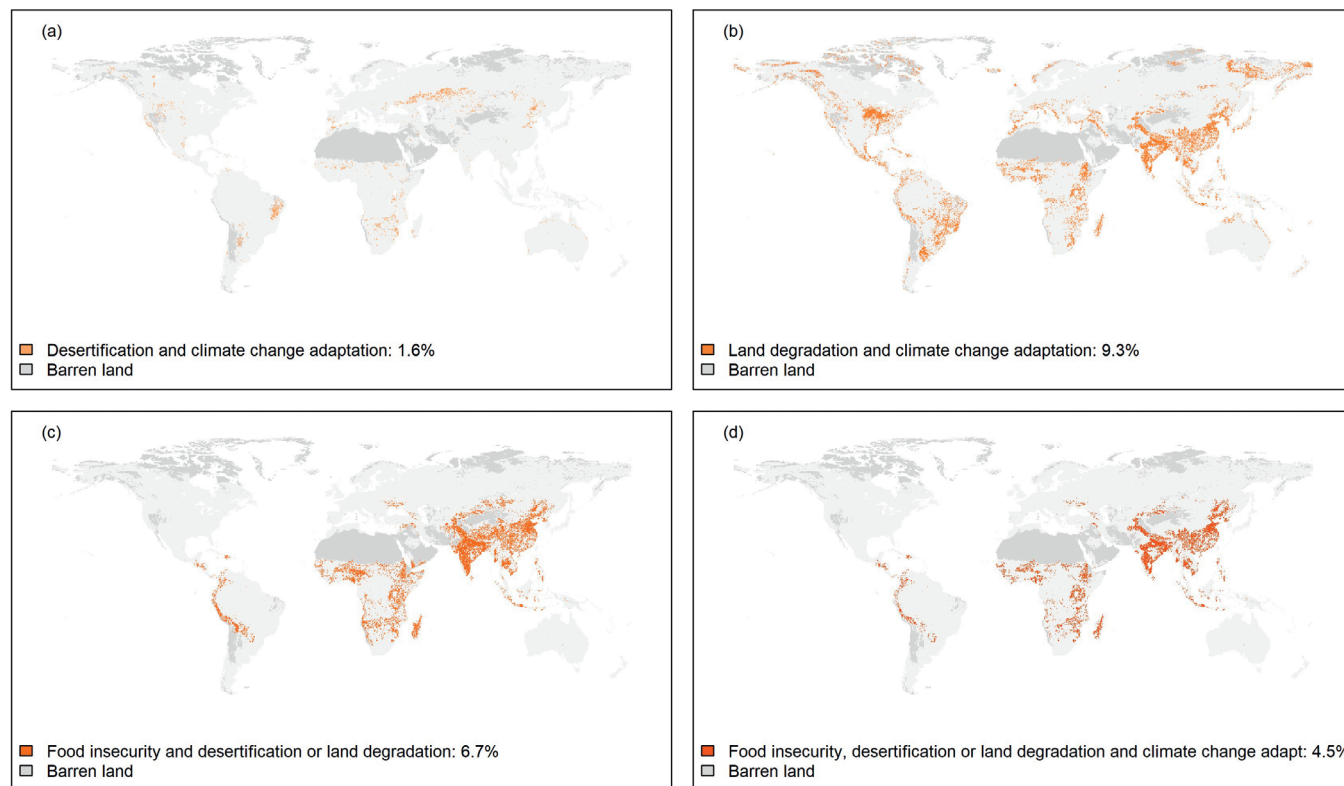 (a)
Desertification and climate change adaptation: 1.6%
Barren land
(b)
Land degradation and climate change adaptation: 9.3%
Barren land
(c)
Food insecurity and desertification or land degradation: 6.7%
Barren land
(d)
Food insecurity, desertification or land degradation and climate change adapt: 4.5%
Barren land